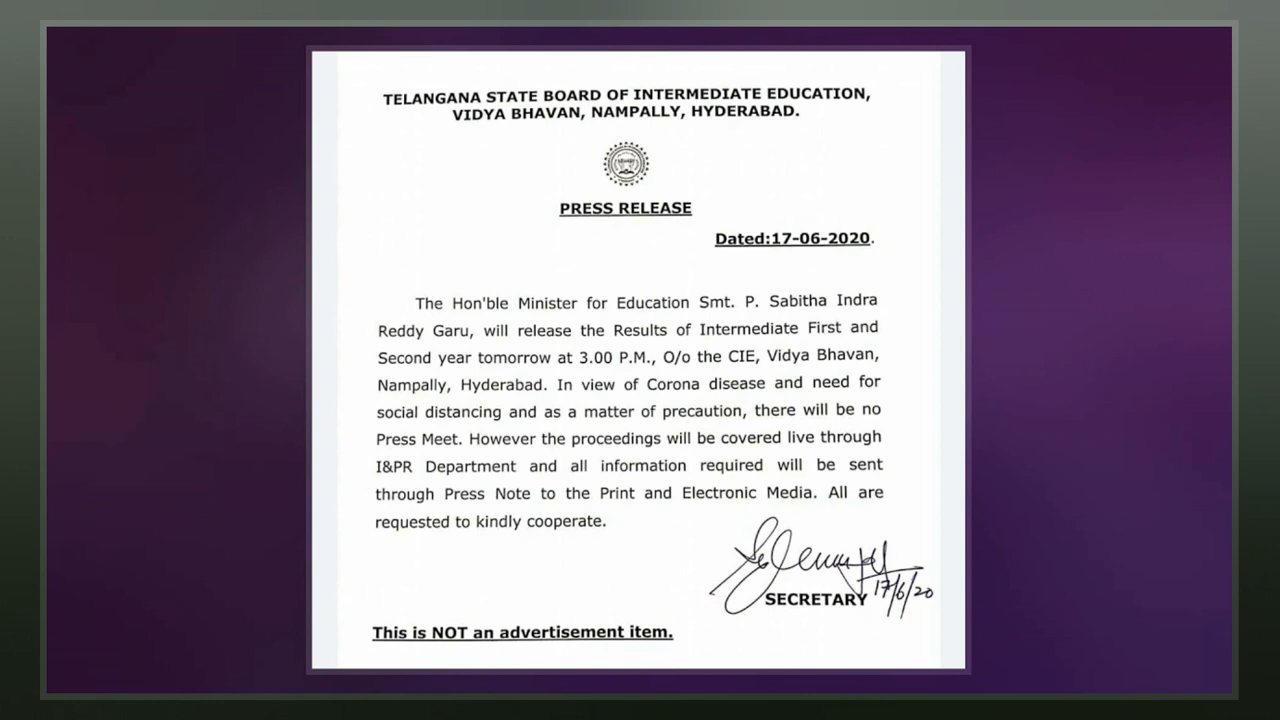 TELANGANA STATE BOARD OF INTERMEDIATE EDUCATION,
VIDYA BHAVAN, NAMPALLY, HYDERABAD.
PRESS RELEASE
Dated:17-06-2020.
The Hon'ble Minister for Education Smt. P. Sabitha Indra
Reddy Garu, will release the Results of Intermediate First and
Second year tomorrow at 3.00 P.M., O/o the CIE, Vidya Bhavan,
Nampally, Hyderabad. In view of Corona disease and need for
social distancing and as a matter of precaution, there will be no
Press Meet. However the proceedings will be covered live through
I&PR Department and all information required will be sent
through Press Note to the Print and Electronic Media. All are
requested to kindly cooperate.
SECRETARY 17/6/20
This is NOT an advertisement item.